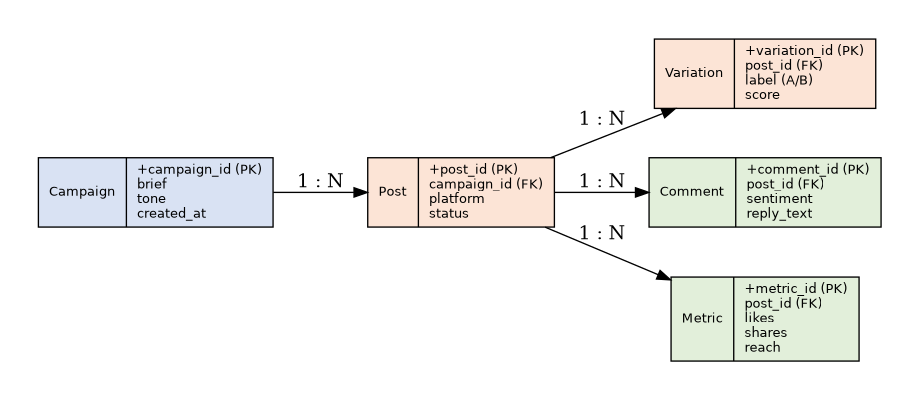 Campaign
+campaign_id (PK)
brief
tone
created_at
1 : N
Post
+post_id (PK)
campaign_id (FK)
platform
status
1 : N
Variation
+variation_id (PK)
post_id (FK)
label (A/B)
score
1 : N
Comment
+comment_id (PK)
post_id (FK)
sentiment
reply_text
1 : N
Metric
+metric_id (PK)
post_id (FK)
likes
shares
reach